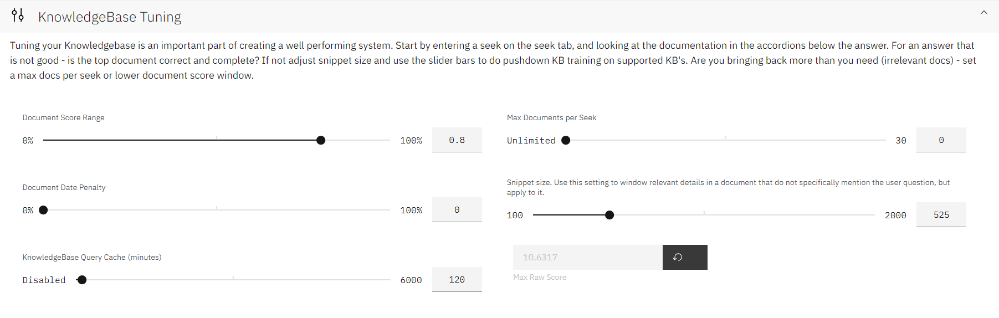 KnowledgeBase Tuning
Tuning your Knowledgebase is an important part of creating a well performing system. Start by entering a seek on the seek tab, and looking at the documentation in the accordions below the answer. For an answer that
is not good - is the top document correct and complete? If not adjust snippet size and use the slider bars to do pushdown KB training on supported KB's. Are you bringing back more than you need (irrelevant docs) - set
a max docs per seek or lower document score window.
Document Score Range
0% 100% 0.8
Max Documents per Seek
Unlimited 30 0
Document Date Penalty
0% 100% 0
Snippet size. Use this setting to window relevant details in a document that do not specifically mention the user question, but
apply to it.
100 2000 525
KnowledgeBase Query Cache (minutes)
Disabled 6000 120
10.6317
Max Raw Score